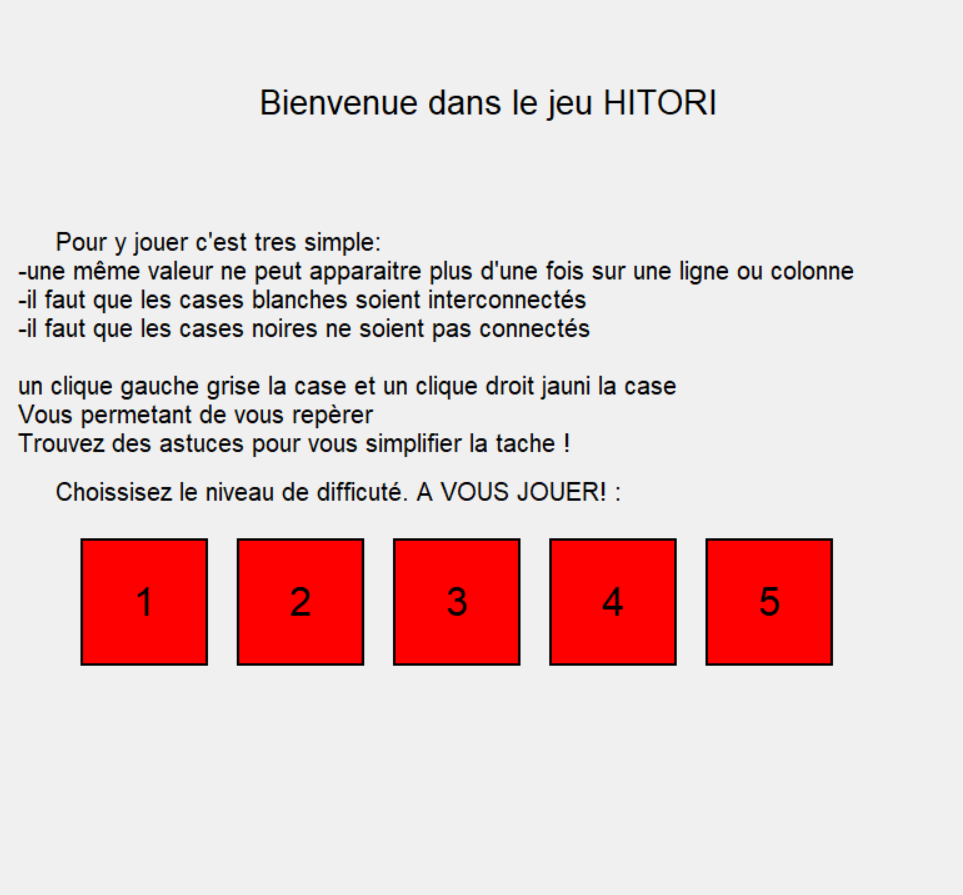 Bienvenue dans le jeu HITORI
Pour y jouer c'est tres simple:
-une même valeur ne peut apparaitre plus d'une fois sur une ligne ou colonne
-il faut que les cases blanches soient interconnectés
-il faut que les cases noires ne soient pas connectés
un clique gauche grise la case et un clique droit jauni la case
Vous permetant de vous repèrer
Trouvez des astuces pour vous simplifier la tache !
Choissisez le niveau de difficuté. A VOUS JOUER! :
1 2 3 4 5